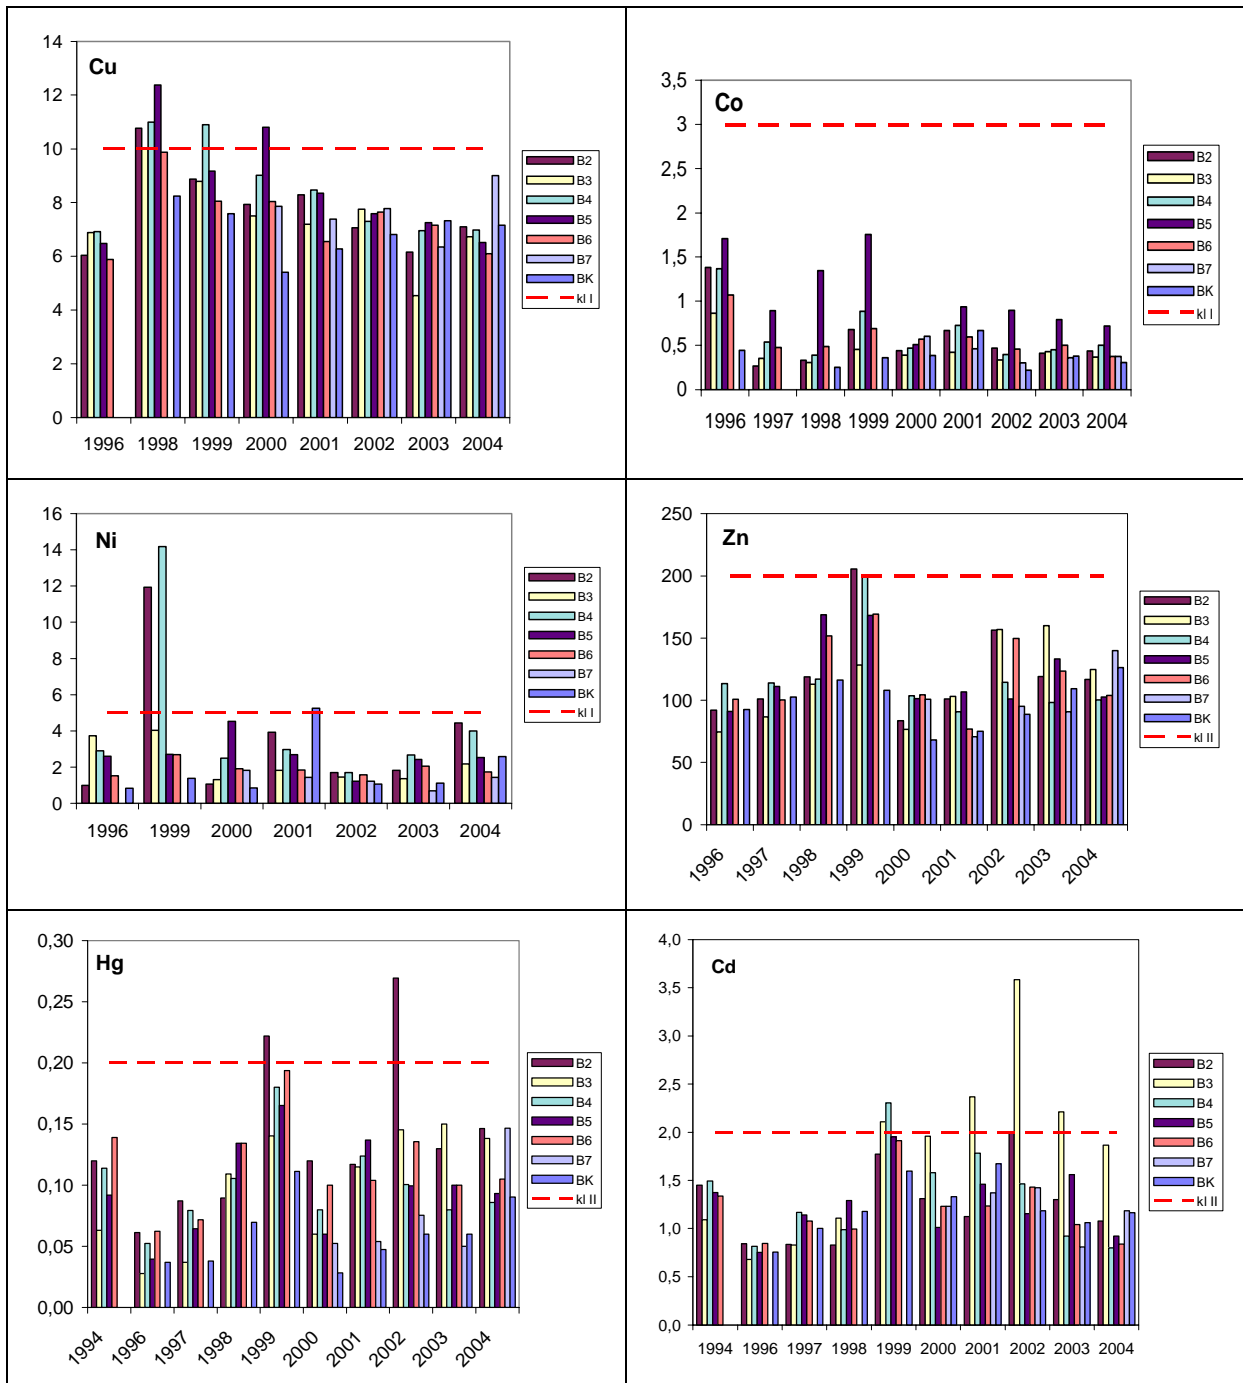 Cu
14
12
10
8
6
4
2
0
1996 1998 1999 2000 2001 2002 2003 2004
B2
B3
B4
B5
B6
B7
BK
kl I
Co
3,5
3
2,5
2
1,5
1
0,5
0
1996 1997 1998 1999 2000 2001 2002 2003 2004
B2
B3
B4
B5
B6
B7
BK
kl I
Ni
16
14
12
10
8
6
4
2
0
1996 1999 2000 2001 2002 2003 2004
B2
B3
B4
B5
B6
B7
BK
kl I
Zn
250
200
150
100
50
0
1996 1997 1998 1999 2000 2001 2002 2003 2004
B2
B3
B4
B5
B6
B7
BK
kl II
Hg
0,30
0,25
0,20
0,15
0,10
0,05
0,00
1994 1996 1997 1998 1999 2000 2001 2002 2003 2004
B2
B3
B4
B5
B6
B7
BK
kl II
Cd
4,0
3,5
3,0
2,5
2,0
1,5
1,0
0,5
0,0
1994 1996 1997 1998 1999 2000 2001 2002 2003 2004
B2
B3
B4
B5
B6
B7
BK
kl II